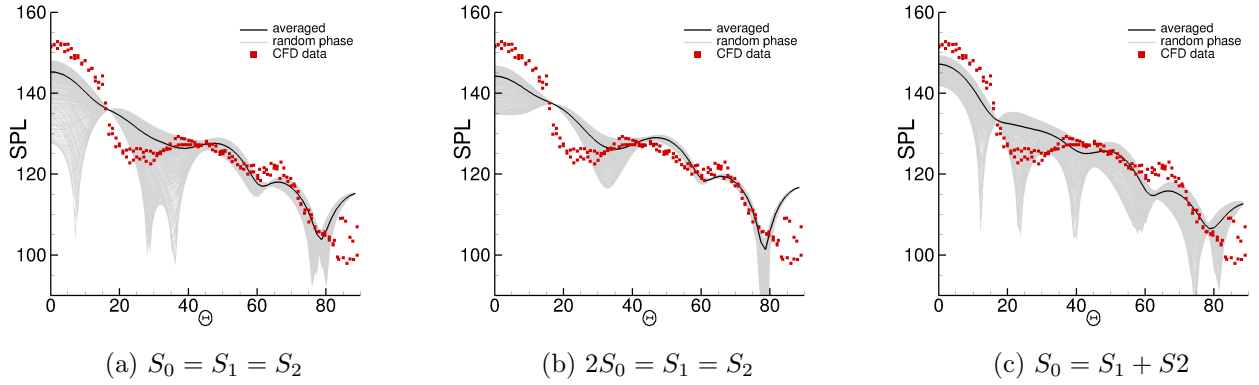 160
averaged
random phase
CFD data
140
SPL
120
100
0
20
40
60
80
Θ
(a) S₀ = S₁ = S₂
160
averaged
random phase
CFD data
140
SPL
120
100
0
20
40
60
80
Θ
(b) 2S₀ = S₁ = S₂
160
averaged
random phase
CFD data
140
SPL
120
100
0
20
40
60
80
Θ
(c) S₀ = S₁ + S2